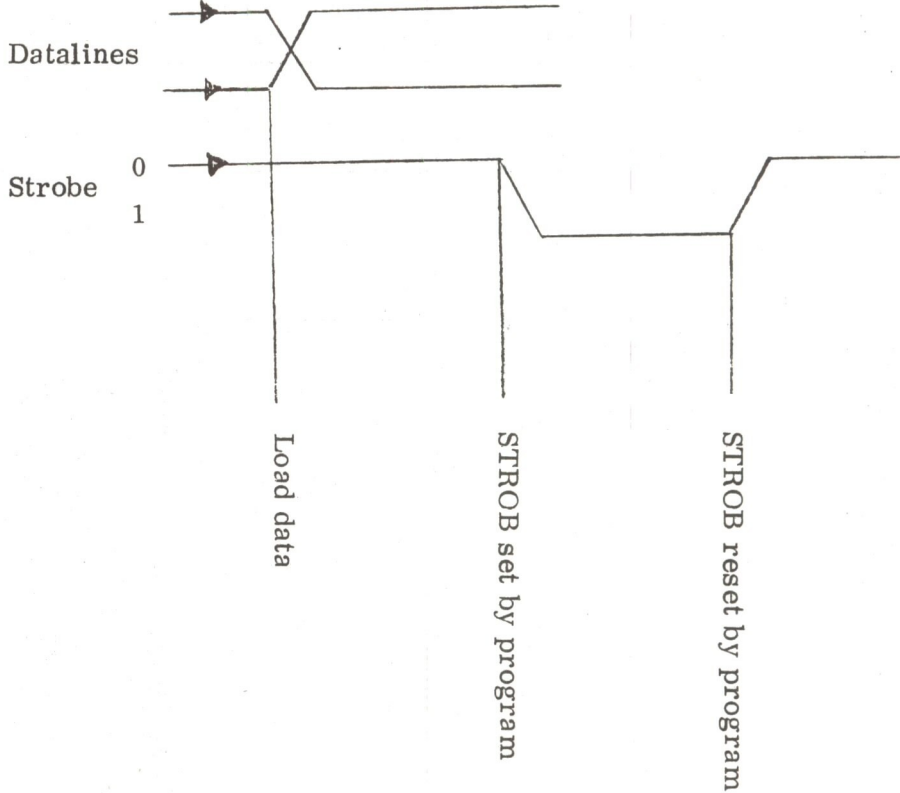 Datalines
0
Strobe
1
Load data
STROB set by program
STROB reset by program